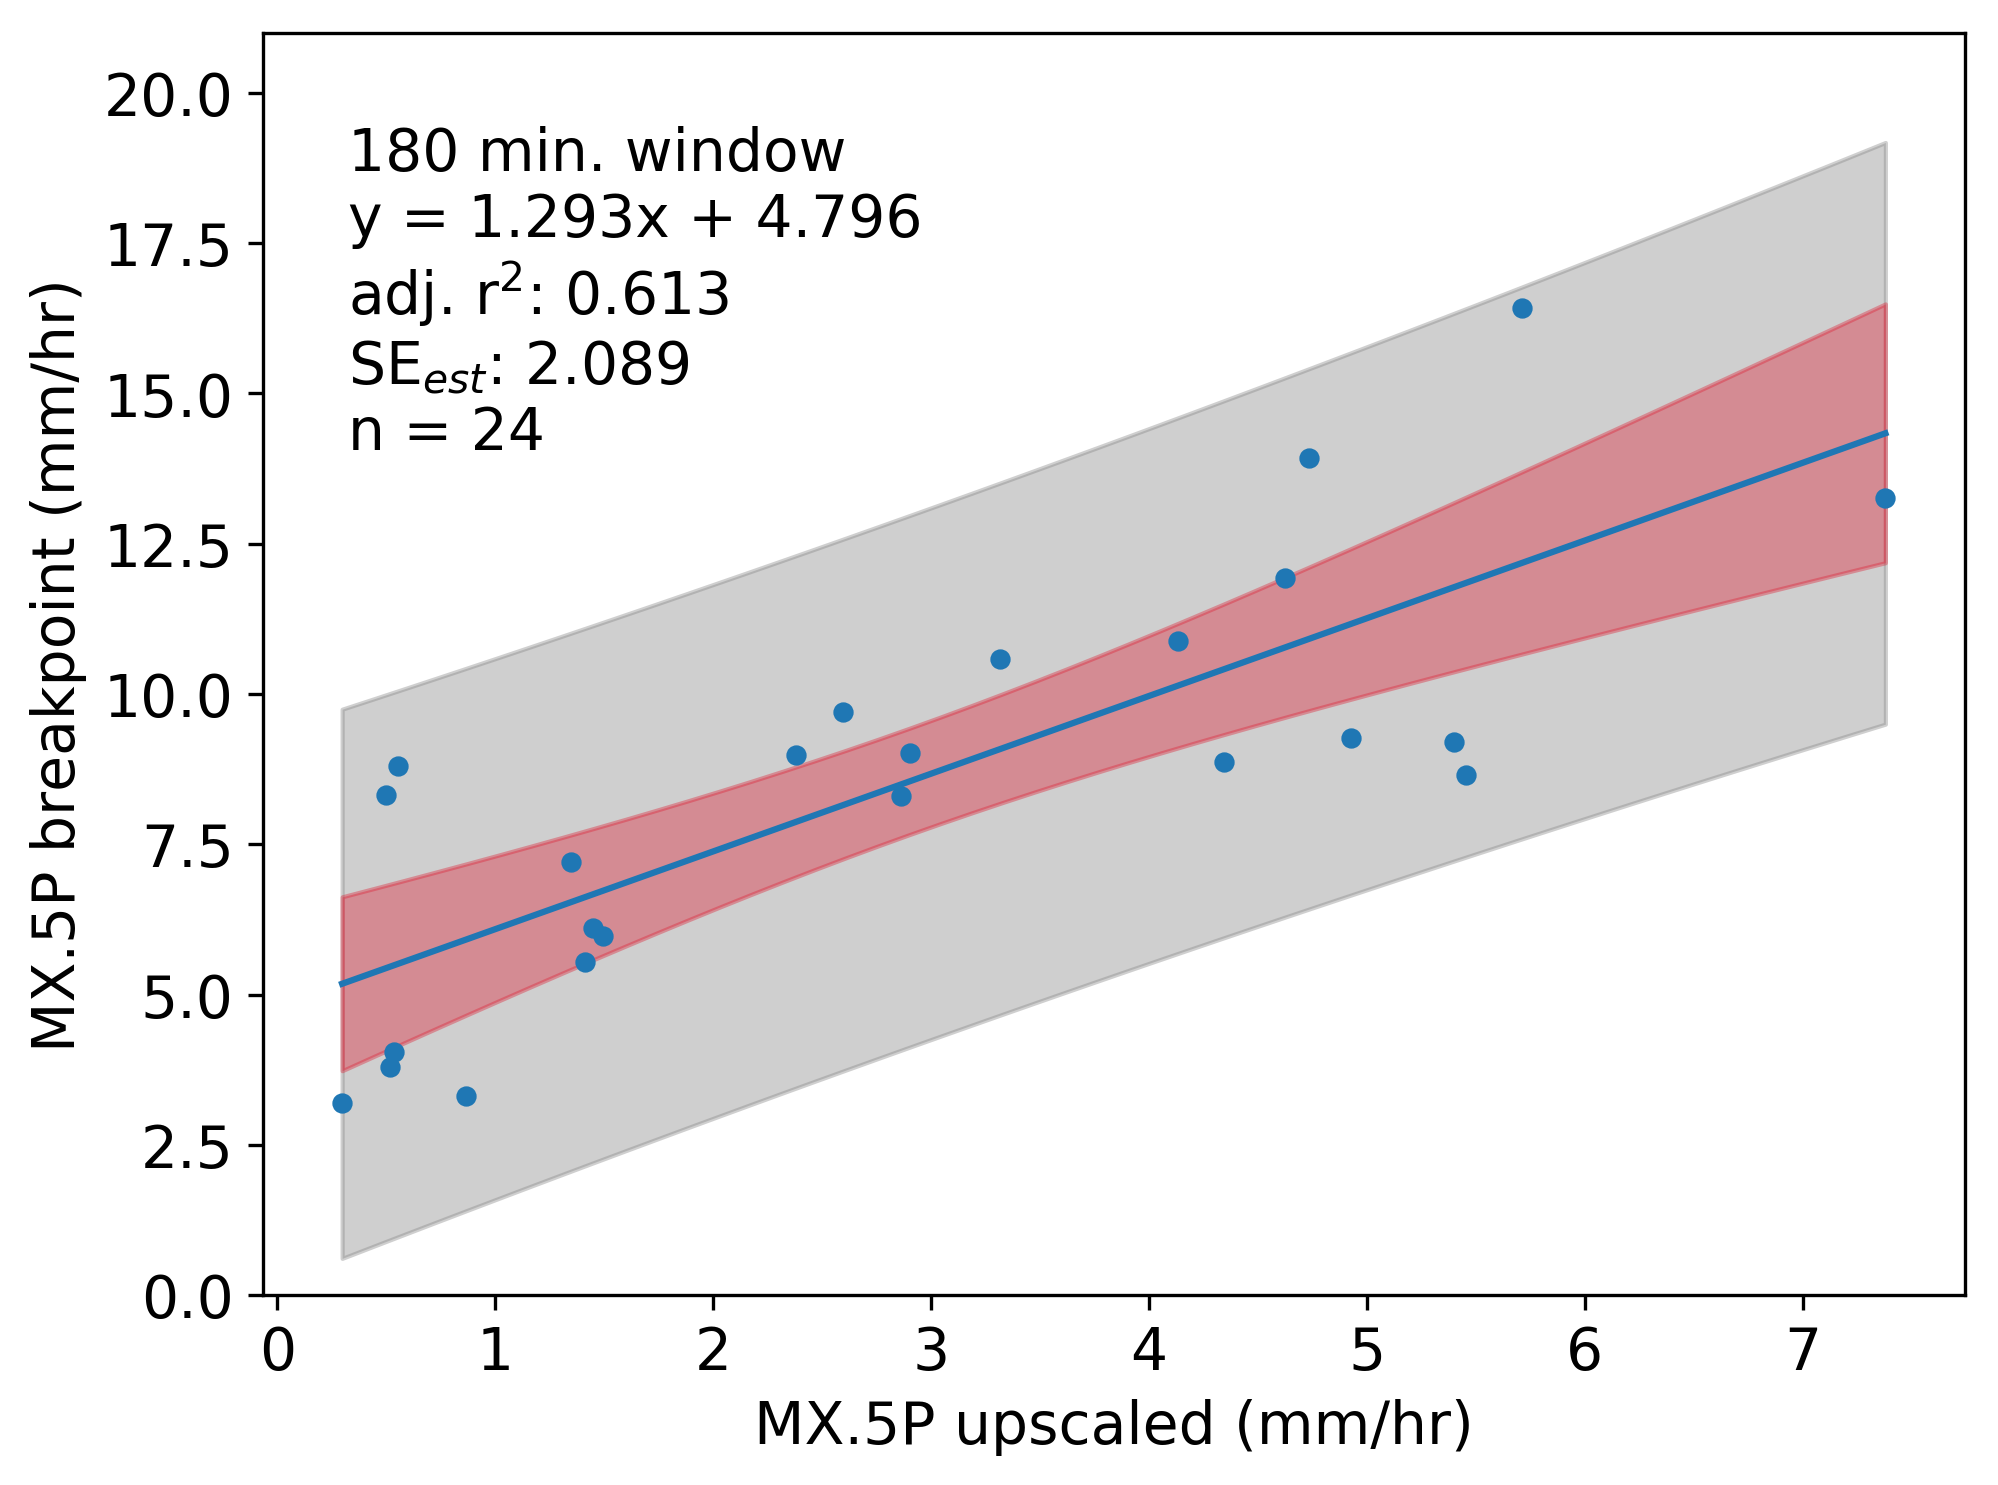 180 min. window
y = 1.293x + 4.796
adj. r²: 0.613
SEest: 2.089
n = 24
MX.5P breakpoint (mm/hr)
20.0
17.5
15.0
12.5
10.0
7.5
5.0
2.5
0.0
0 1 2 3 4 5 6 7
MX.5P upscaled (mm/hr)